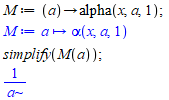 M := (a)→alpha(x, a, 1);
M := a ↦ α(x, a, 1)
simplify(M(a));
1
a~